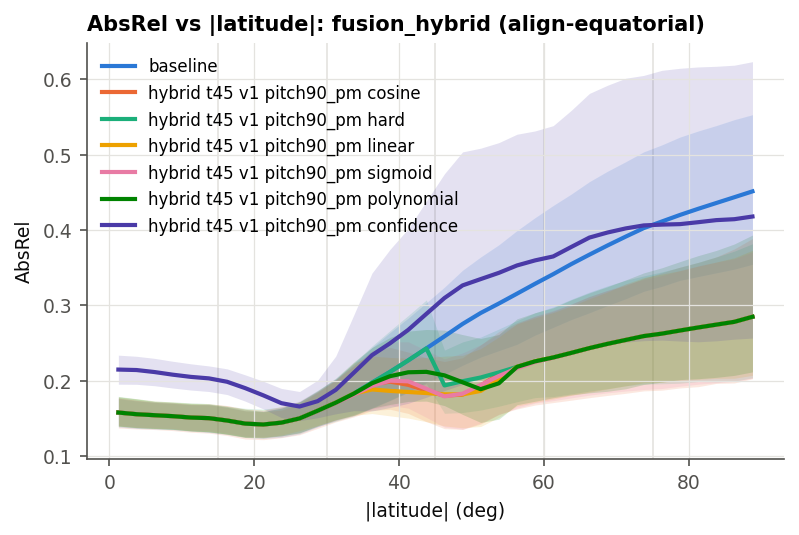 AbsRel vs |latitude|: fusion_hybrid (align-equatorial)
baseline
hybrid t45 v1 pitch90_pm cosine
hybrid t45 v1 pitch90_pm hard
hybrid t45 v1 pitch90_pm linear
hybrid t45 v1 pitch90_pm sigmoid
hybrid t45 v1 pitch90_pm polynomial
hybrid t45 v1 pitch90_pm confidence
AbsRel
0.6
0.5
0.4
0.3
0.2
0.1
0
20
40
60
80
|latitude| (deg)